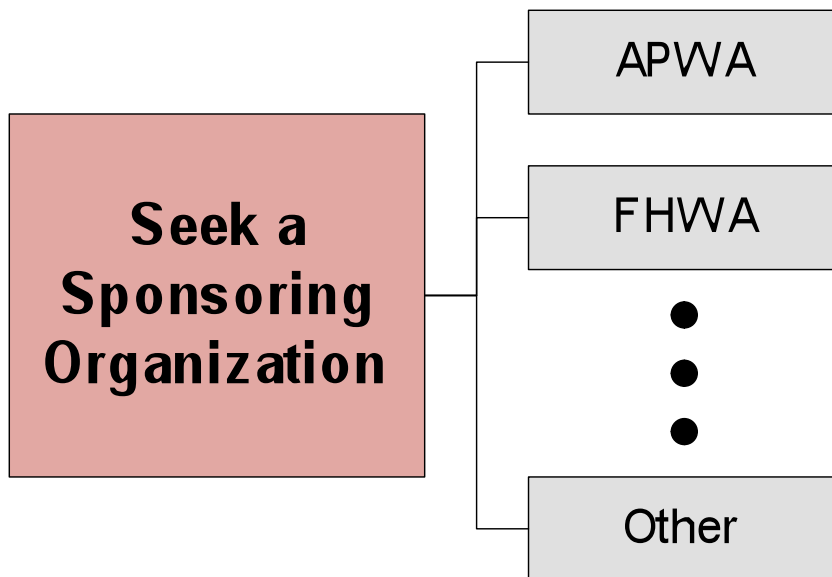 Seek a
Sponsoring
Organization
APWA
FHWA
Other